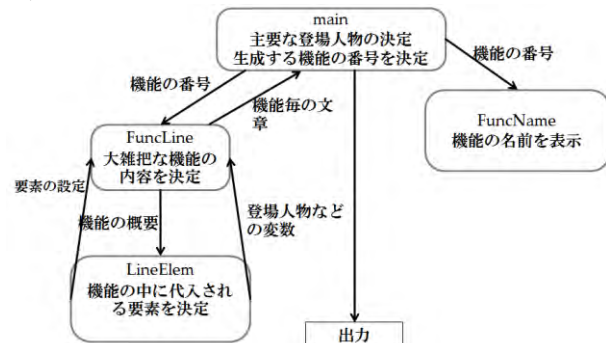 main
主要な登場人物の決定
生成する機能の番号を決定
機能の番号
機能の番号
機能毎の文
章
FuncName
機能の名前を表示
FuncLine
大雑把な機能の
内容を決定
要素の設定
機能の概要
登場人物など
の変数
LineElem
機能の中に代入され
る要素を決定
出力